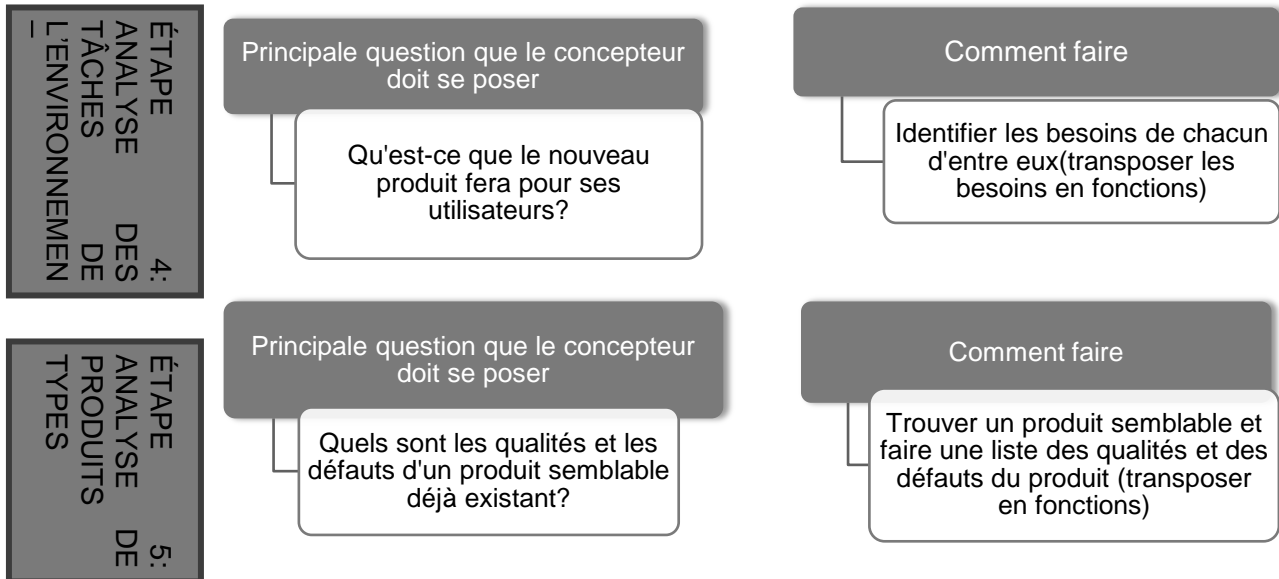 ÉTAPE 4:
ANALYSE DES
TÂCHES DE
L'ENVIRONNEMEN
_
Principale question que le concepteur
doit se poser
Qu'est-ce que le nouveau
produit fera pour ses
utilisateurs?
Comment faire
Identifier les besoins de chacun
d'entre eux(transposer les
besoins en fonctions)
ÉTAPE 5:
ANALYSE DE
PRODUITS
TYPES
Principale question que le concepteur
doit se poser
Quels sont les qualités et les
défauts d'un produit semblable
déjà existant?
Comment faire
Trouver un produit semblable et
faire une liste des qualités et des
défauts du produit (transposer
en fonctions)